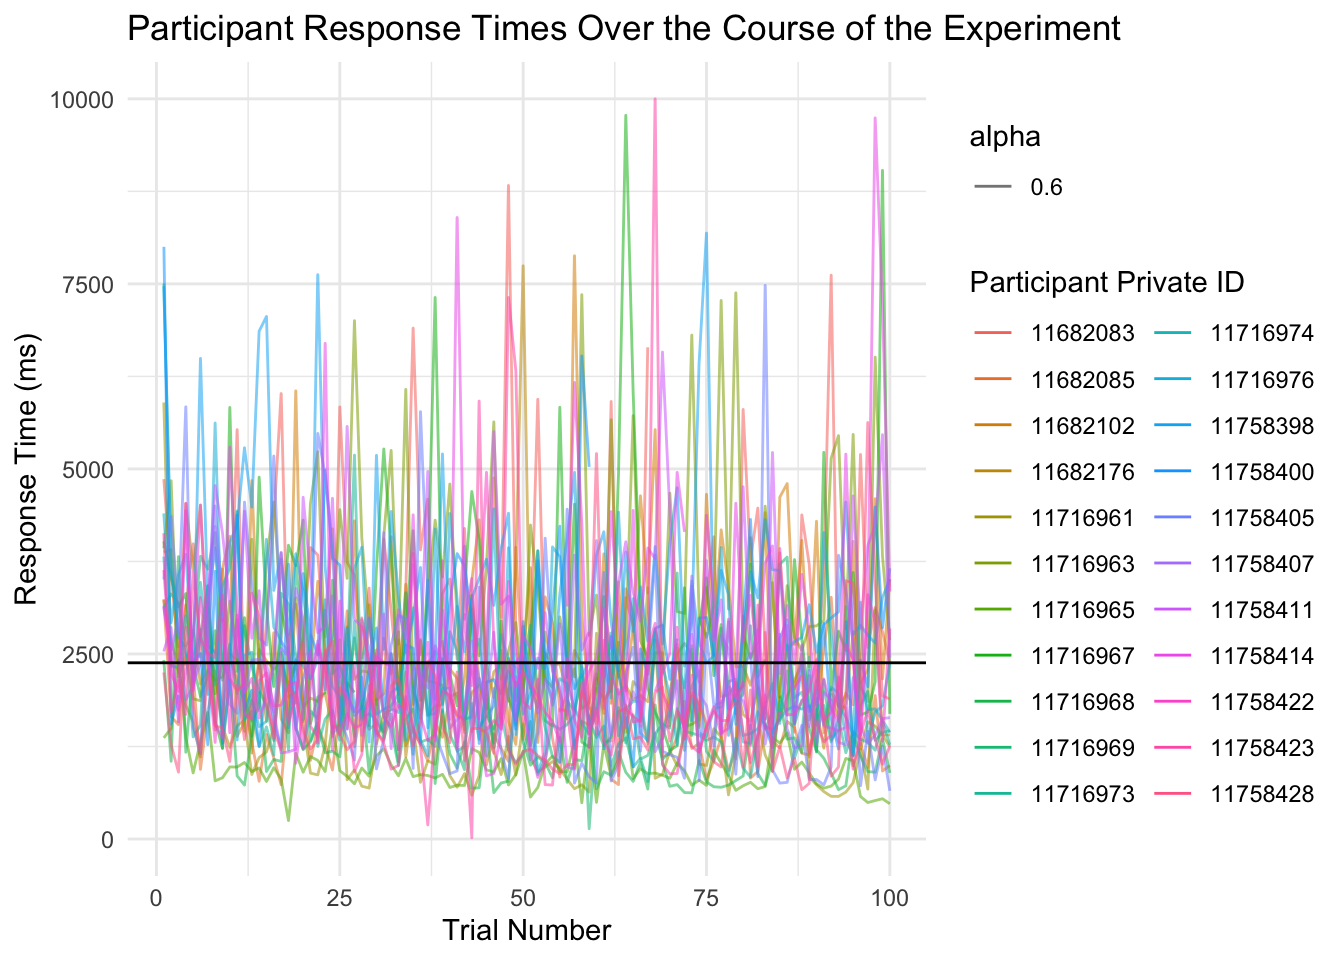 Participant Response Times Over the Course of the Experiment
Response Time (ms)
10000
7500
5000
2500
0
0 25 50 75 100
Trial Number
alpha
0.6
Participant Private ID
11682083 11716974
11682085 11716976
11682102 11758398
11682176 11758400
11716961 11758405
11716963 11758407
11716965 11758411
11716967 11758414
11716968 11758422
11716969 11758423
11716973 11758428